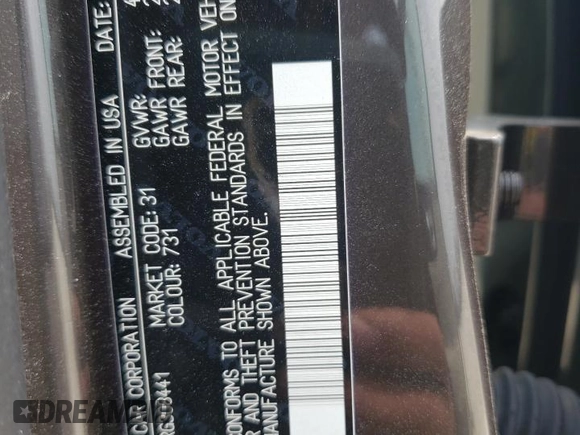 CAR CORPORATION ASSEMBLED IN USA DATE:
MARKET CODE: 31 GVWR:
COLOUR: 731 GAWR FRONT:
GAWR REAR:
CONFORMS TO ALL APPLICABLE FEDERAL MOTOR VEH
R AND THEFT PREVENTION STANDARDS IN EFFECT ON
MANUFACTURE SHOWN ABOVE.
DREAM